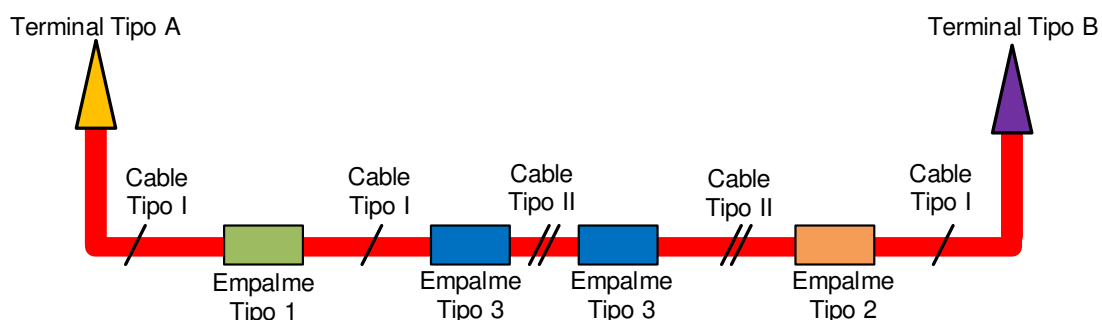 Terminal Tipo A
Terminal Tipo B
Cable
Tipo I
Cable
Tipo I
Cable
Tipo II
Cable
Tipo II
Cable
Tipo I
Empalme
Tipo 1
Empalme
Tipo 3
Empalme
Tipo 3
Empalme
Tipo 2